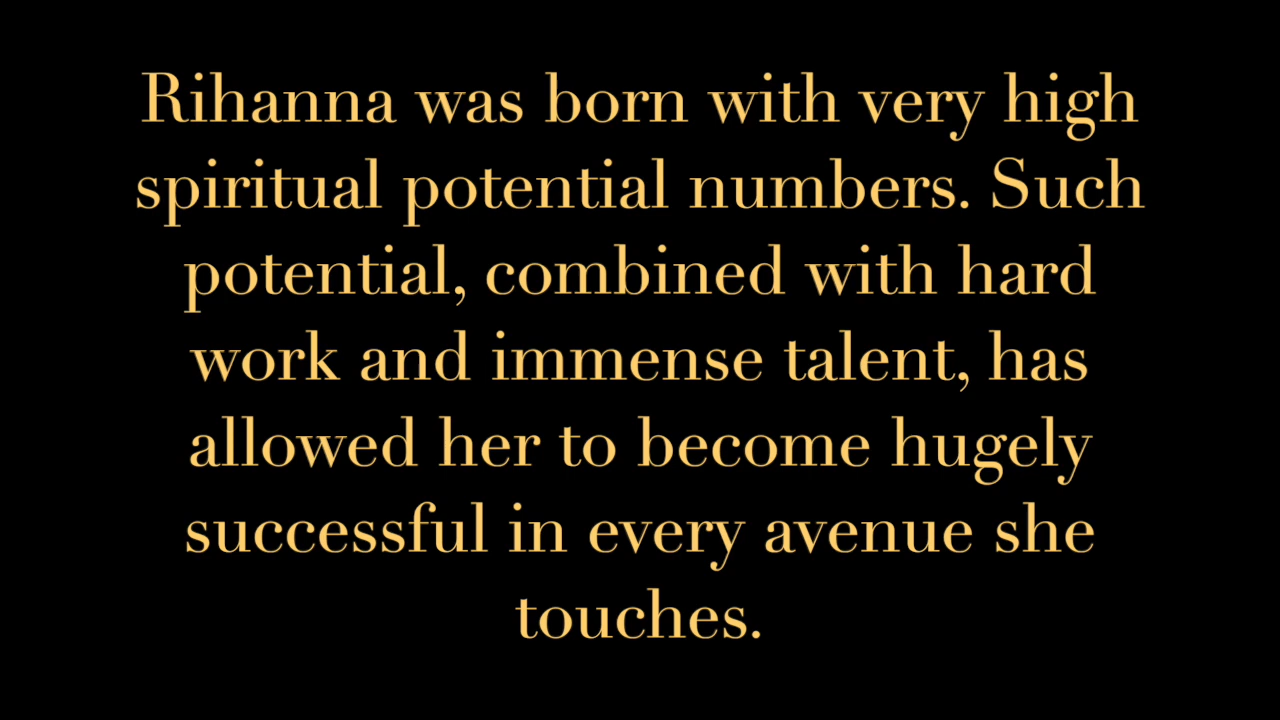 Rihanna was born with very high
spiritual potential numbers. Such
potential, combined with hard
work and immense talent, has
allowed her to become hugely
successful in every avenue she
touches.